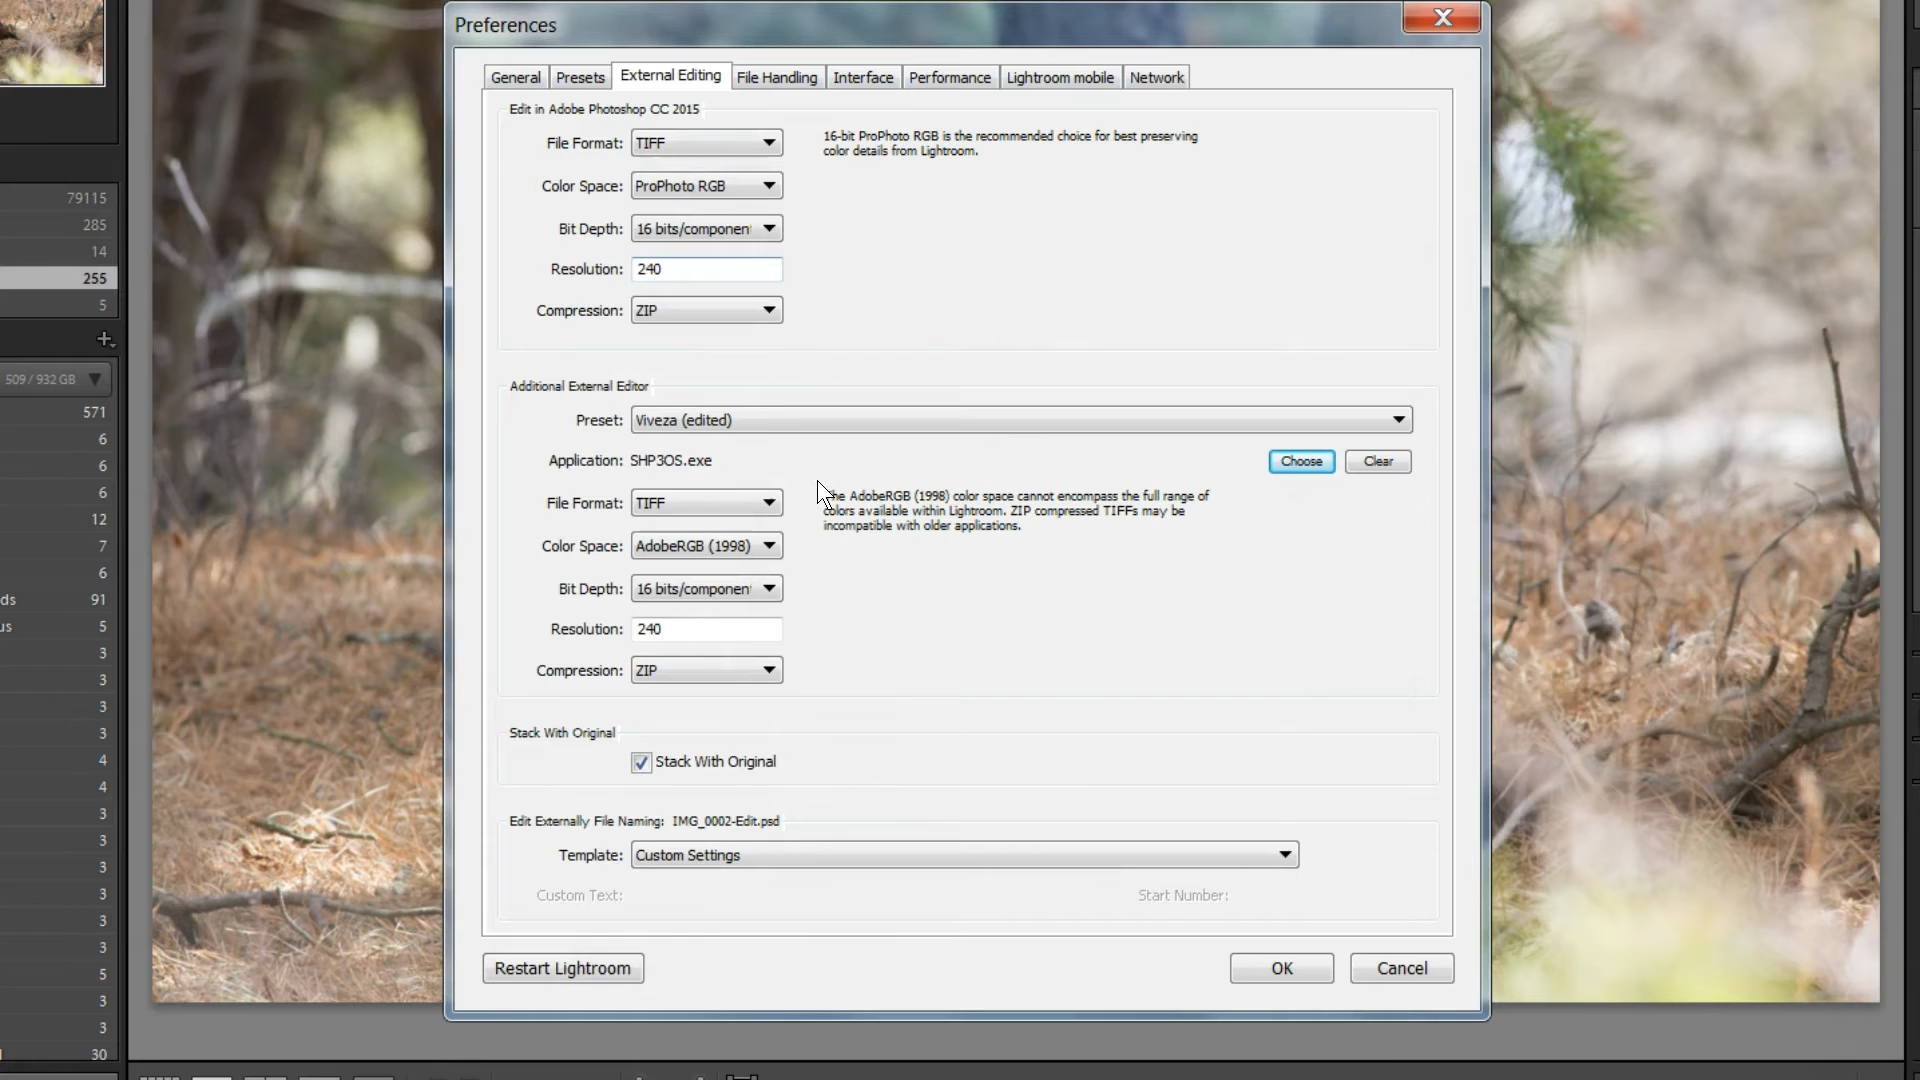 Preferences
General Presets External Editing File Handling Interface Performance Lightroom mobile Network
Edit in Adobe Photoshop CC 2015
File Format: TIFF
16-bit ProPhoto RGB is the recommended choice for best preserving
color details from Lightroom.
Color Space: ProPhoto RGB
Bit Depth: 16 bits/componen
Resolution: 240
Compression: ZIP
Additional External Editor
Preset: Viveza (edited)
Application: SHP3OS.exe
Choose Clear
File Format: TIFF
AdobeRGB (1998) color space cannot encompass the full range of
colors available within Lightroom. ZIP compressed TIFFs may be
incompatible with older applications.
Color Space: AdobeRGB (1998)
Bit Depth: 16 bits/componen
Resolution: 240
Compression: ZIP
Stack With Original
Stack With Original
Edit Externally File Naming: IMG_0002-Edit.psd
Template: Custom Settings
Custom Text: Start Number:
Restart Lightroom OK Cancel
79115
285
14
255
5
509 / 932 GB
571
6
6
6
12
7
6
ds 91
us 5
3
3
3
3
4
4
3
3
3
3
3
3
5
3
3
30